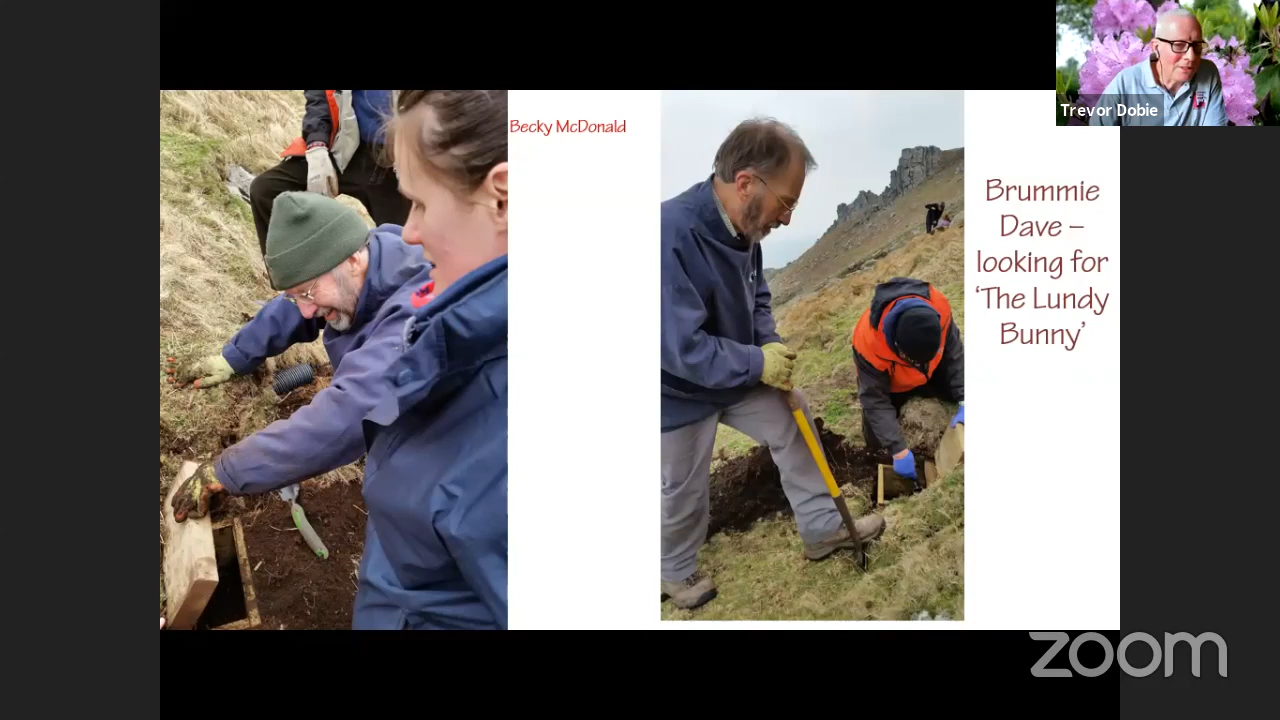 Trevor Dobie
Becky McDonald
Brummie
Dave –
looking for
‘The Lundy
Bunny’
zoom